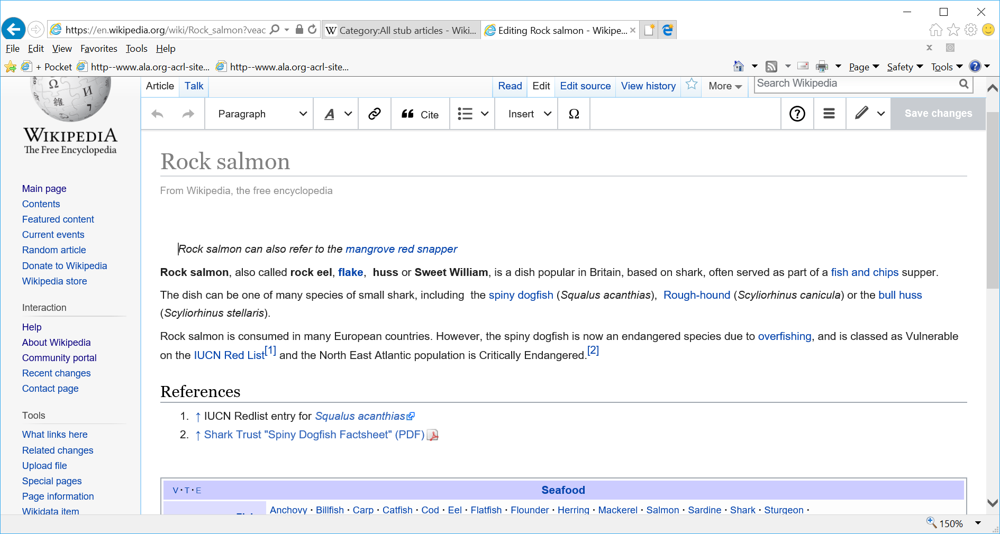 https://en.wikipedia.org/wiki/Rock_salmon?veac
Category:All stub articles - Wiki...
Editing Rock salmon - Wikipe...
File Edit View Favorites Tools Help
+ Pocket http--www.ala.org-acrl-site... http--www.ala.org-acrl-site...
Page Safety Tools
Article Talk Read Edit Edit source View history More Search Wikipedia
Paragraph A Cite Insert Ω Save changes
Ω И 維 7
WIKIPEDIA
The Free Encyclopedia
Main page
Contents
Featured content
Current events
Random article
Donate to Wikipedia
Wikipedia store
Interaction
Help
About Wikipedia
Community portal
Recent changes
Contact page
Tools
What links here
Related changes
Upload file
Special pages
Page information
Wikidata item
Rock salmon
From Wikipedia, the free encyclopedia
Rock salmon can also refer to the mangrove red snapper
Rock salmon, also called rock eel, flake,  huss or Sweet William, is a dish popular in Britain, based on shark, often served as part of a fish and chips supper.
The dish can be one of many species of small shark, including  the spiny dogfish (Squalus acanthias),  Rough-hound (Scyliorhinus canicula) or the bull huss
(Scyliorhinus stellaris).
Rock salmon is consumed in many European countries. However, the spiny dogfish is now an endangered species due to overfishing, and is classed as Vulnerable
on the IUCN Red List[1] and the North East Atlantic population is Critically Endangered.[2]
References
1. ↑ IUCN Redlist entry for Squalus acanthias
2. ↑ Shark Trust "Spiny Dogfish Factsheet" (PDF)
V · T · E Seafood
Anchovy · Billfish · Carp · Catfish · Cod · Eel · Flatfish · Flounder · Herring · Mackerel · Salmon · Sardine · Shark · Sturgeon ·
150%